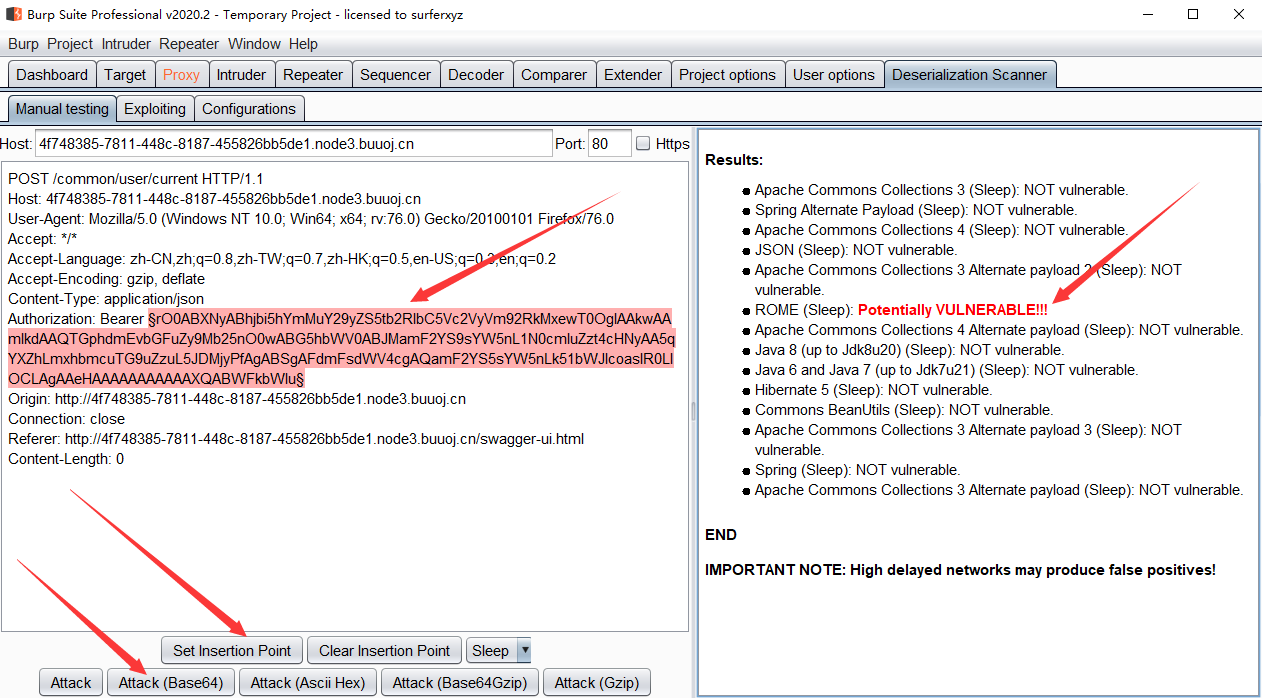 Burp Suite Professional v2020.2 - Temporary Project - licensed to surferxyz
Burp Project Intruder Repeater Window Help
Dashboard Target Proxy Intruder Repeater Sequencer Decoder Comparer Extender Project options User options Deserialization Scanner
Manual testing Exploiting Configurations
Host: 4f748385-7811-448c-8187-455826bb5de1.node3.buuoj.cn Port: 80 Https
POST /common/user/current HTTP/1.1
Host: 4f748385-7811-448c-8187-455826bb5de1.node3.buuoj.cn
User-Agent: Mozilla/5.0 (Windows NT 10.0; Win64; x64; rv:76.0) Gecko/20100101 Firefox/76.0
Accept: */*
Accept-Language: zh-CN,zh;q=0.8,zh-TW;q=0.7,zh-HK;q=0.5,en-US;q=0.3,en;q=0.2
Accept-Encoding: gzip, deflate
Content-Type: application/json
Authorization: Bearer §rO0ABXNyABhjbi5hYmMuY29yZS5tb2RlbC5Vc2VyVm92RkMxewT0OgIAAkwAA
mlkdAAQTGphdmEvbGFuZy9Mb25nO0wABG5hbWV0ABJMamF2YS9sYW5nL1N0cmluZzt4cHNyAA5q
YXZhLmxhbmcuTG9uZzuL5JDMjyPfAgABSgAFdmFsdWV4cgAQamF2YS5sYW5nLk51bWJlcoaslR0Ll
OCLAgAAeHAAAAAAAAAAAXQABWFkbWlu§
Origin: http://4f748385-7811-448c-8187-455826bb5de1.node3.buuoj.cn
Connection: close
Referer: http://4f748385-7811-448c-8187-455826bb5de1.node3.buuoj.cn/swagger-ui.html
Content-Length: 0
Set Insertion Point Clear Insertion Point Sleep
Attack Attack (Base64) Attack (Ascii Hex) Attack (Base64Gzip) Attack (Gzip)
Results:
Apache Commons Collections 3 (Sleep): NOT vulnerable.
Spring Alternate Payload (Sleep): NOT vulnerable.
Apache Commons Collections 4 (Sleep): NOT vulnerable.
JSON (Sleep): NOT vulnerable.
Apache Commons Collections 3 Alternate payload 2 (Sleep): NOT
vulnerable.
ROME (Sleep): Potentially VULNERABLE!!!
Apache Commons Collections 4 Alternate payload (Sleep): NOT vulnerable.
Java 8 (up to Jdk8u20) (Sleep): NOT vulnerable.
Java 6 and Java 7 (up to Jdk7u21) (Sleep): NOT vulnerable.
Hibernate 5 (Sleep): NOT vulnerable.
Commons BeanUtils (Sleep): NOT vulnerable.
Apache Commons Collections 3 Alternate payload 3 (Sleep): NOT
vulnerable.
Spring (Sleep): NOT vulnerable.
Apache Commons Collections 3 Alternate payload (Sleep): NOT vulnerable.
END
IMPORTANT NOTE: High delayed networks may produce false positives!